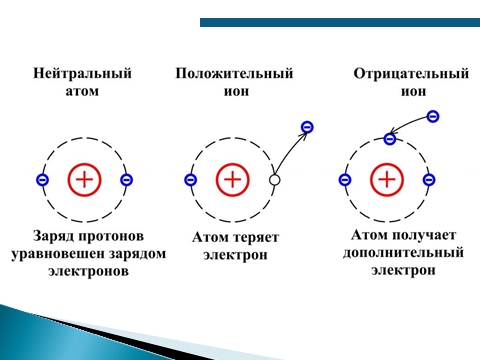 Нейтральный
атом
Положительный
ион
Отрицательный
ион
Заряд протонов
уравновешен зарядом
электронов
Атом теряет
электрон
Атом получает
дополнительный
электрон